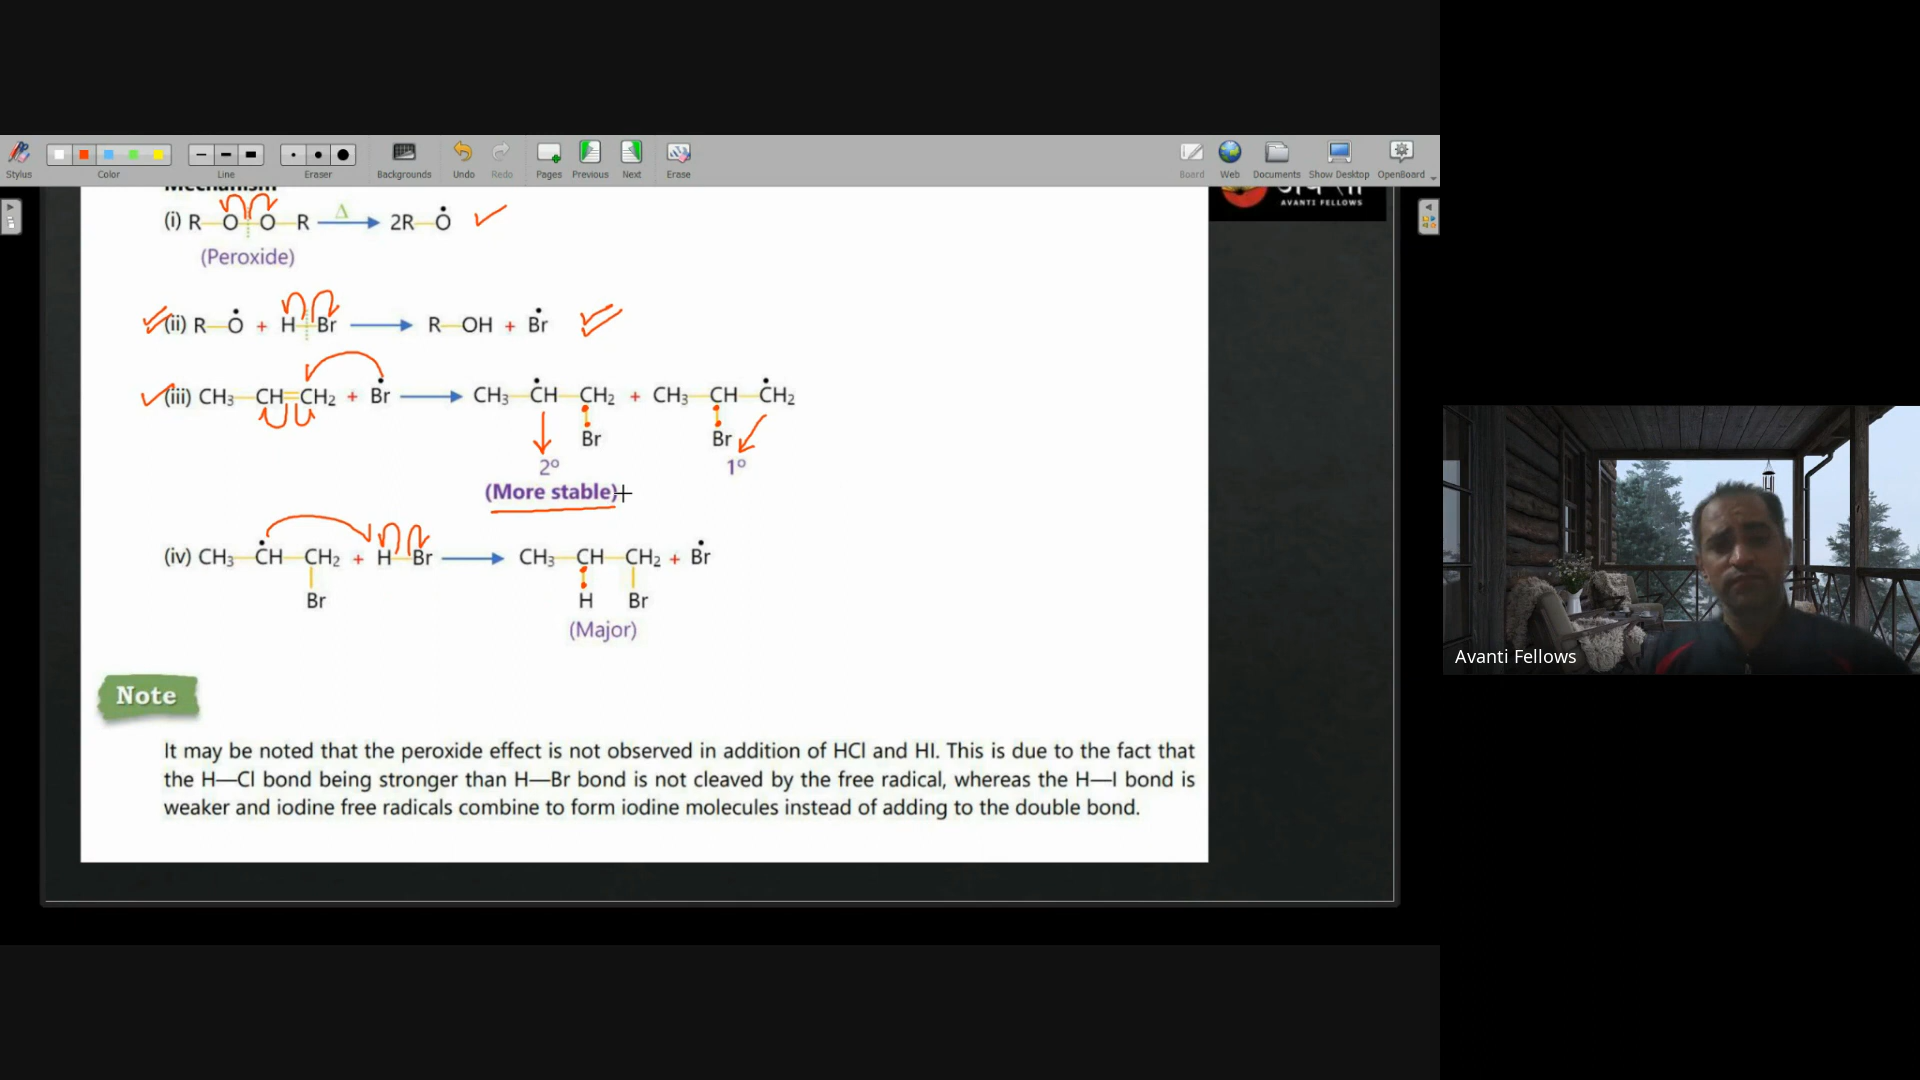 Stylus Color Line Eraser Backgrounds Undo Redo Pages Previous Next Erase Board Web Documents Show Desktop OpenBoard
Mechanism
AVANTI FELLOWS
(i) R—O—O—R —Δ→ 2R—Ȯ
(Peroxide)
(ii) R—Ȯ + H—Br → R—OH + Ḃr
(iii) CH₃—CH=CH₂ + Ḃr → CH₃—ĊH—CH₂ + CH₃—CH—ĊH₂
Br Br
2° 1°
(More stable)
(iv) CH₃—ĊH—CH₂ + H—Br → CH₃—CH—CH₂ + Ḃr
Br H Br
(Major)
Note
It may be noted that the peroxide effect is not observed in addition of HCl and HI. This is due to the fact that
the H—Cl bond being stronger than H—Br bond is not cleaved by the free radical, whereas the H—I bond is
weaker and iodine free radicals combine to form iodine molecules instead of adding to the double bond.
Avanti Fellows